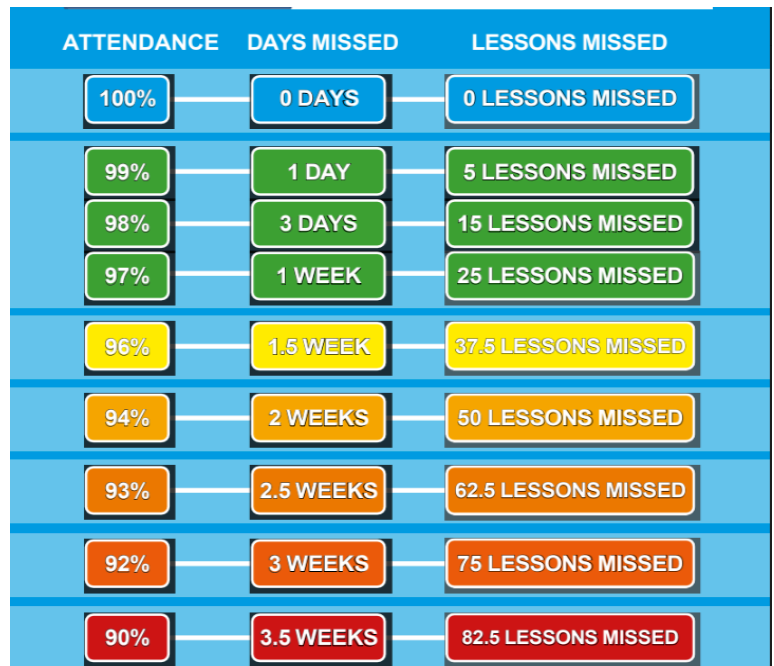 ATTENDANCE DAYS MISSED LESSONS MISSED
100% 0 DAYS 0 LESSONS MISSED
99% 1 DAY 5 LESSONS MISSED
98% 3 DAYS 15 LESSONS MISSED
97% 1 WEEK 25 LESSONS MISSED
96% 1.5 WEEK 37.5 LESSONS MISSED
94% 2 WEEKS 50 LESSONS MISSED
93% 2.5 WEEKS 62.5 LESSONS MISSED
92% 3 WEEKS 75 LESSONS MISSED
90% 3.5 WEEKS 82.5 LESSONS MISSED